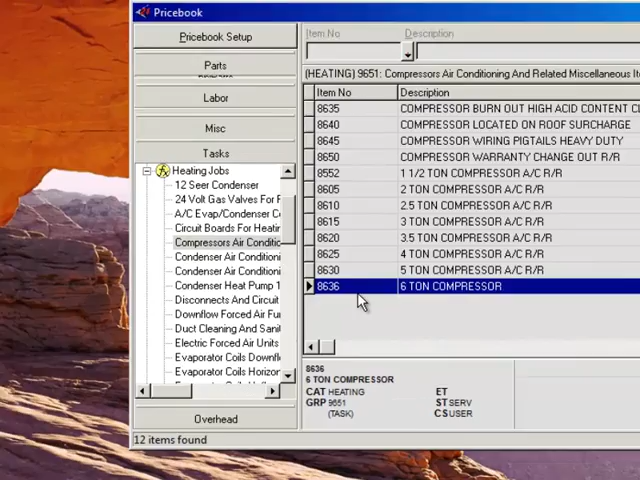 Pricebook
Pricebook Setup
Parts
Labor
Misc
Tasks
Heating Jobs
12 Seer Condenser
24 Volt Gas Valves For F
A/C Evap/Condenser C
Circuit Boards For Heatin
Compressors Air Conditic
Condenser Air Conditioni
Condenser Air Conditioni
Condenser Heat Pump 1
Disconnects And Circuit
Downflow Forced Air Fur
Duct Cleaning And Sani
Electric Forced Air Units
Evaporator Coils Downfl
Evaporator Coils Horizor
Overhead
12 items found
Item No Description
(HEATING) 9651: Compressors Air Conditioning And Related Miscellaneous Ite
Item No Description
8635 COMPRESSOR BURN OUT HIGH ACID CONTENT CL
8640 COMPRESSOR LOCATED ON ROOF SURCHARGE
8645 COMPRESSOR WIRING PIGTAILS HEAVY DUTY
8650 COMPRESSOR WARRANTY CHANGE OUT R/R
8552 1 1/2 TON COMPRESSOR A/C R/R
8605 2 TON COMPRESSOR A/C R/R
8610 2.5 TON COMPRESSOR A/C R/R
8615 3 TON COMPRESSOR A/C R/R
8620 3.5 TON COMPRESSOR A/C R/R
8625 4 TON COMPRESSOR A/C R/R
8630 5 TON COMPRESSOR A/C R/R
8636 6 TON COMPRESSOR
8636
6 TON COMPRESSOR
CAT HEATING ET
GRP 9651 ST SERV
(TASK) CS USER